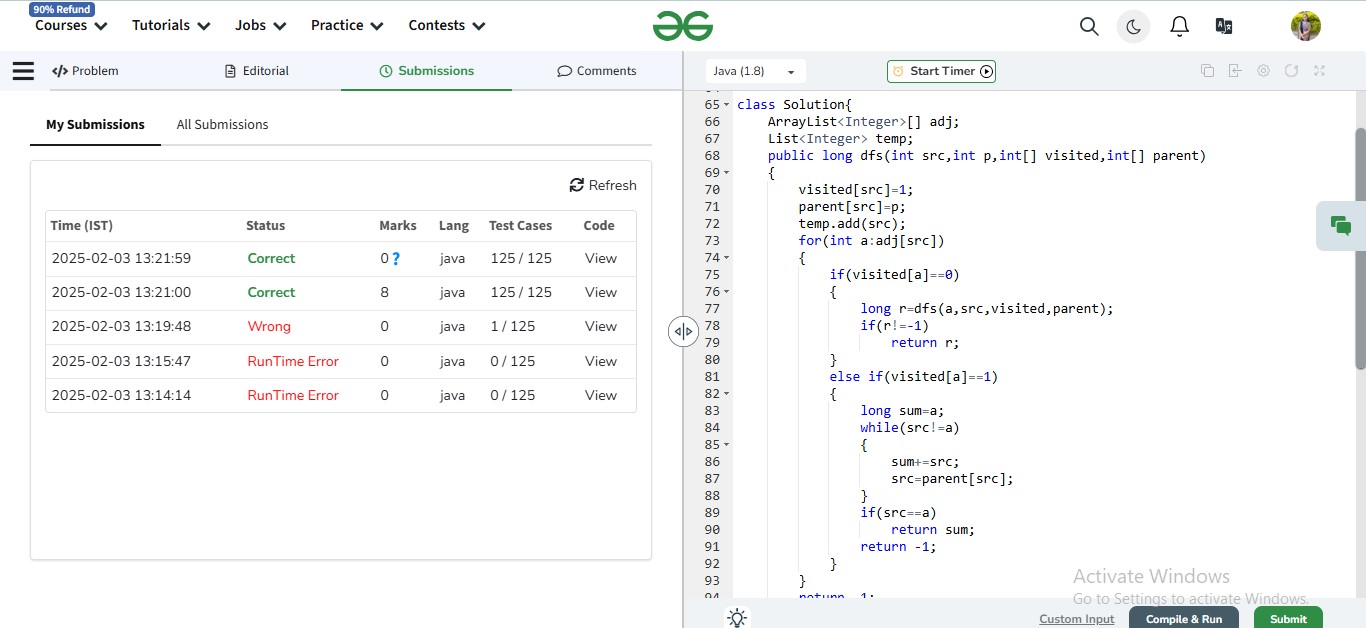 90% Refund
Courses Tutorials Jobs Practice Contests
</> Problem Editorial Submissions Comments
Java (1.8) Start Timer
My Submissions All Submissions
Refresh
Time (IST) Status Marks Lang Test Cases Code
2025-02-03 13:21:59 Correct 0 ? java 125 / 125 View
2025-02-03 13:21:00 Correct 8 java 125 / 125 View
2025-02-03 13:19:48 Wrong 0 java 1 / 125 View
2025-02-03 13:15:47 RunTime Error 0 java 0 / 125 View
2025-02-03 13:14:14 RunTime Error 0 java 0 / 125 View
65 class Solution{
66 ArrayList<Integer>[] adj;
67 List<Integer> temp;
68 public long dfs(int src,int p,int[] visited,int[] parent)
69 {
70 visited[src]=1;
71 parent[src]=p;
72 temp.add(src);
73 for(int a:adj[src])
74 {
75 if(visited[a]==0)
76 {
77 long r=dfs(a,src,visited,parent);
78 if(r!=-1)
79 return r;
80 }
81 else if(visited[a]==1)
82 {
83 long sum=a;
84 while(src!=a)
85 {
86 sum+=src;
87 src=parent[src];
88 }
89 if(src==a)
90 return sum;
91 return -1;
92 }
93 }
94 return -1;
Activate Windows
Go to Settings to activate Windows.
Custom Input Compile & Run Submit